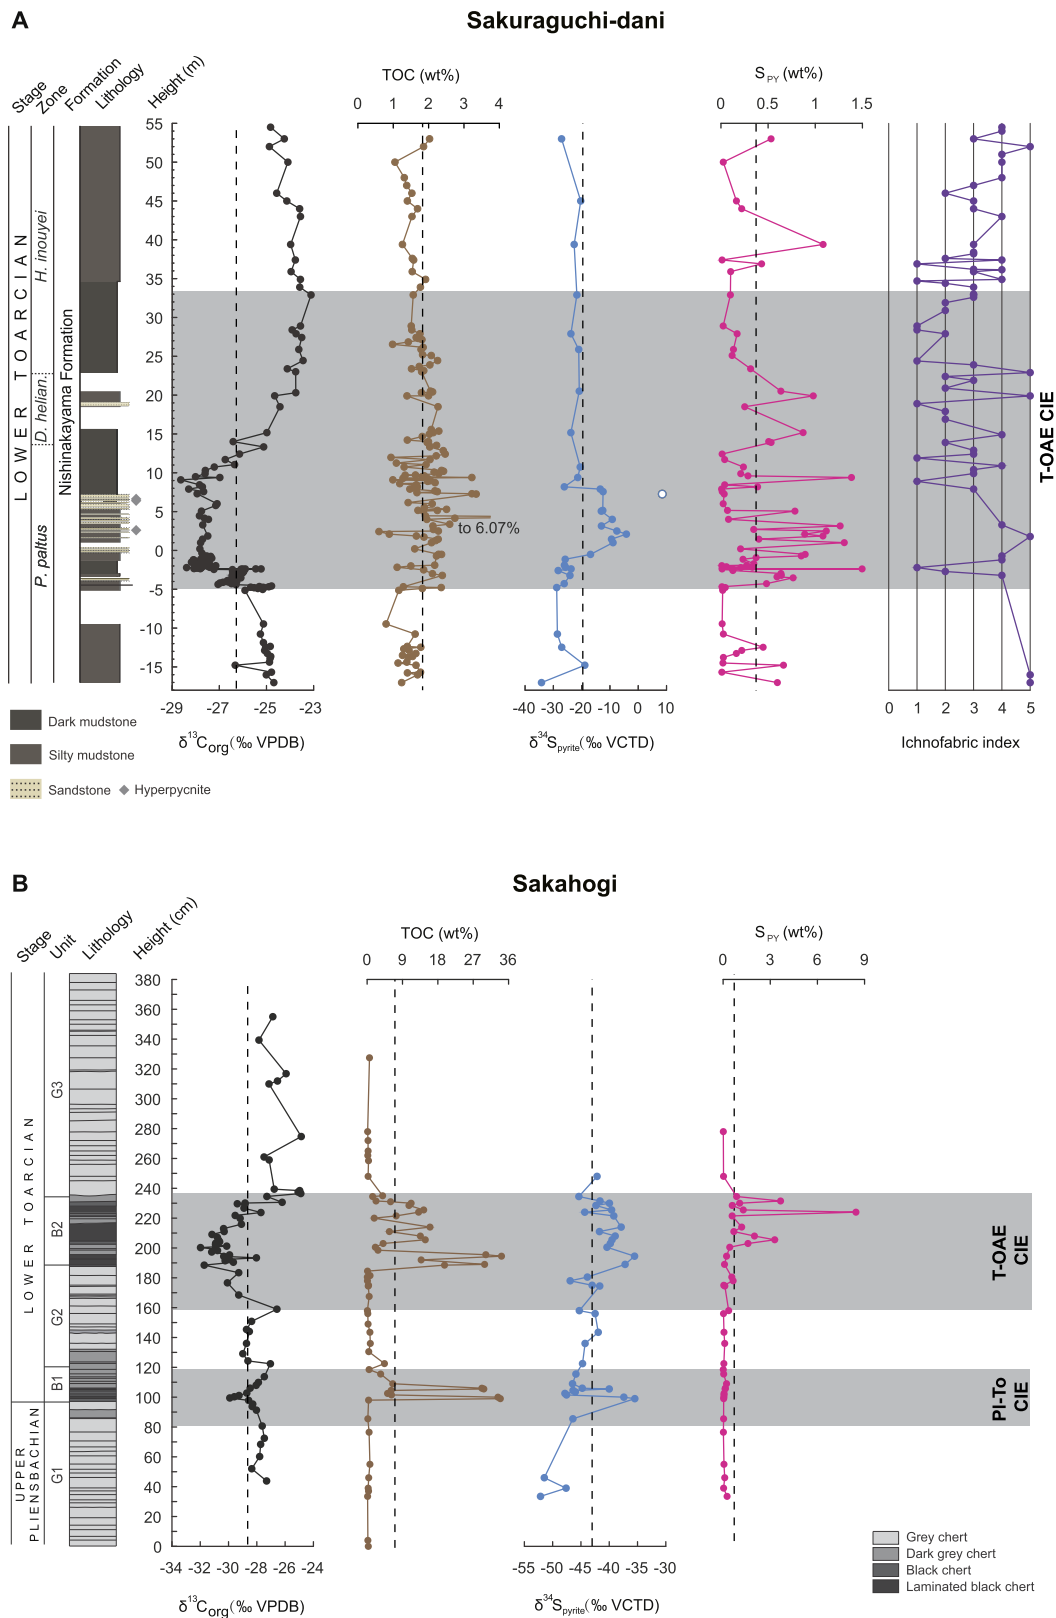 A
Sakuraguchi-dani
Stage
Zone
Formation
Lithology
Height (m)
TOC (wt%)
0 1 2 3 4
S PY (wt%)
0 0.5 1 1.5
55
50
45
40
35
30
25
20
15
10
5
0
-5
-10
-15
LOWER TOARCIAN
H. inouyei
D. helian.
P. paltus
Nishinakayama Formation
to 6.07%
T-OAE CIE
-29 -27 -25 -23
δ13Corg(‰ VPDB)
-40 -20 0 10
δ34Spyrite(‰ VCTD)
0 1 2 3 4 5
Ichnofabric index
Dark mudstone
Silty mudstone
Sandstone
Hyperpycnite
B
Sakahogi
Stage
Unit
Lithology
Height (cm)
TOC (wt%)
0 9 18 27 36
S PY (wt%)
0 3 6 9
380
360
340
320
300
280
260
240
220
200
180
160
140
120
100
80
60
40
20
0
LOWER TOARCIAN
UPPER
PLIENSBACHIAN
G3
B2
G2
B1
G1
T-OAE
CIE
Pl-To
CIE
-34 -30 -28 -26 -24
δ13Corg(‰ VPDB)
-55 -50 -45 -40 -35 -30
δ34Spyrite(‰ VCTD)
Grey chert
Dark grey chert
Black chert
Laminated black chert